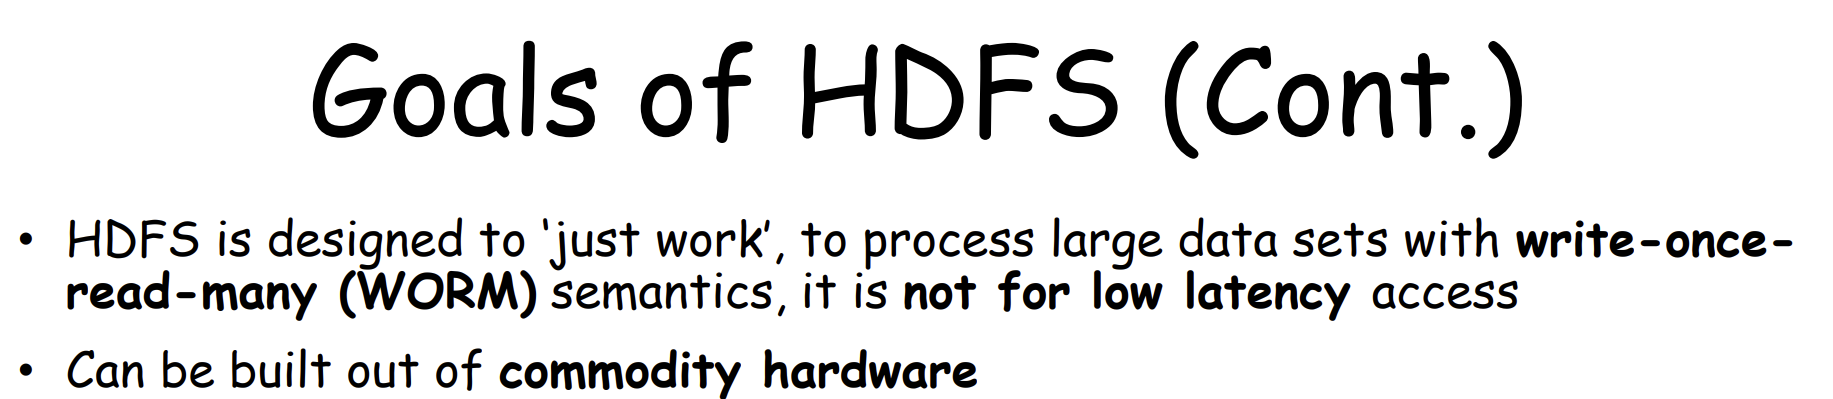 Goals of HDFS (Cont.)
• HDFS is designed to 'just work', to process large data sets with write-once-
read-many (WORM) semantics, it is not for low latency access
• Can be built out of commodity hardware